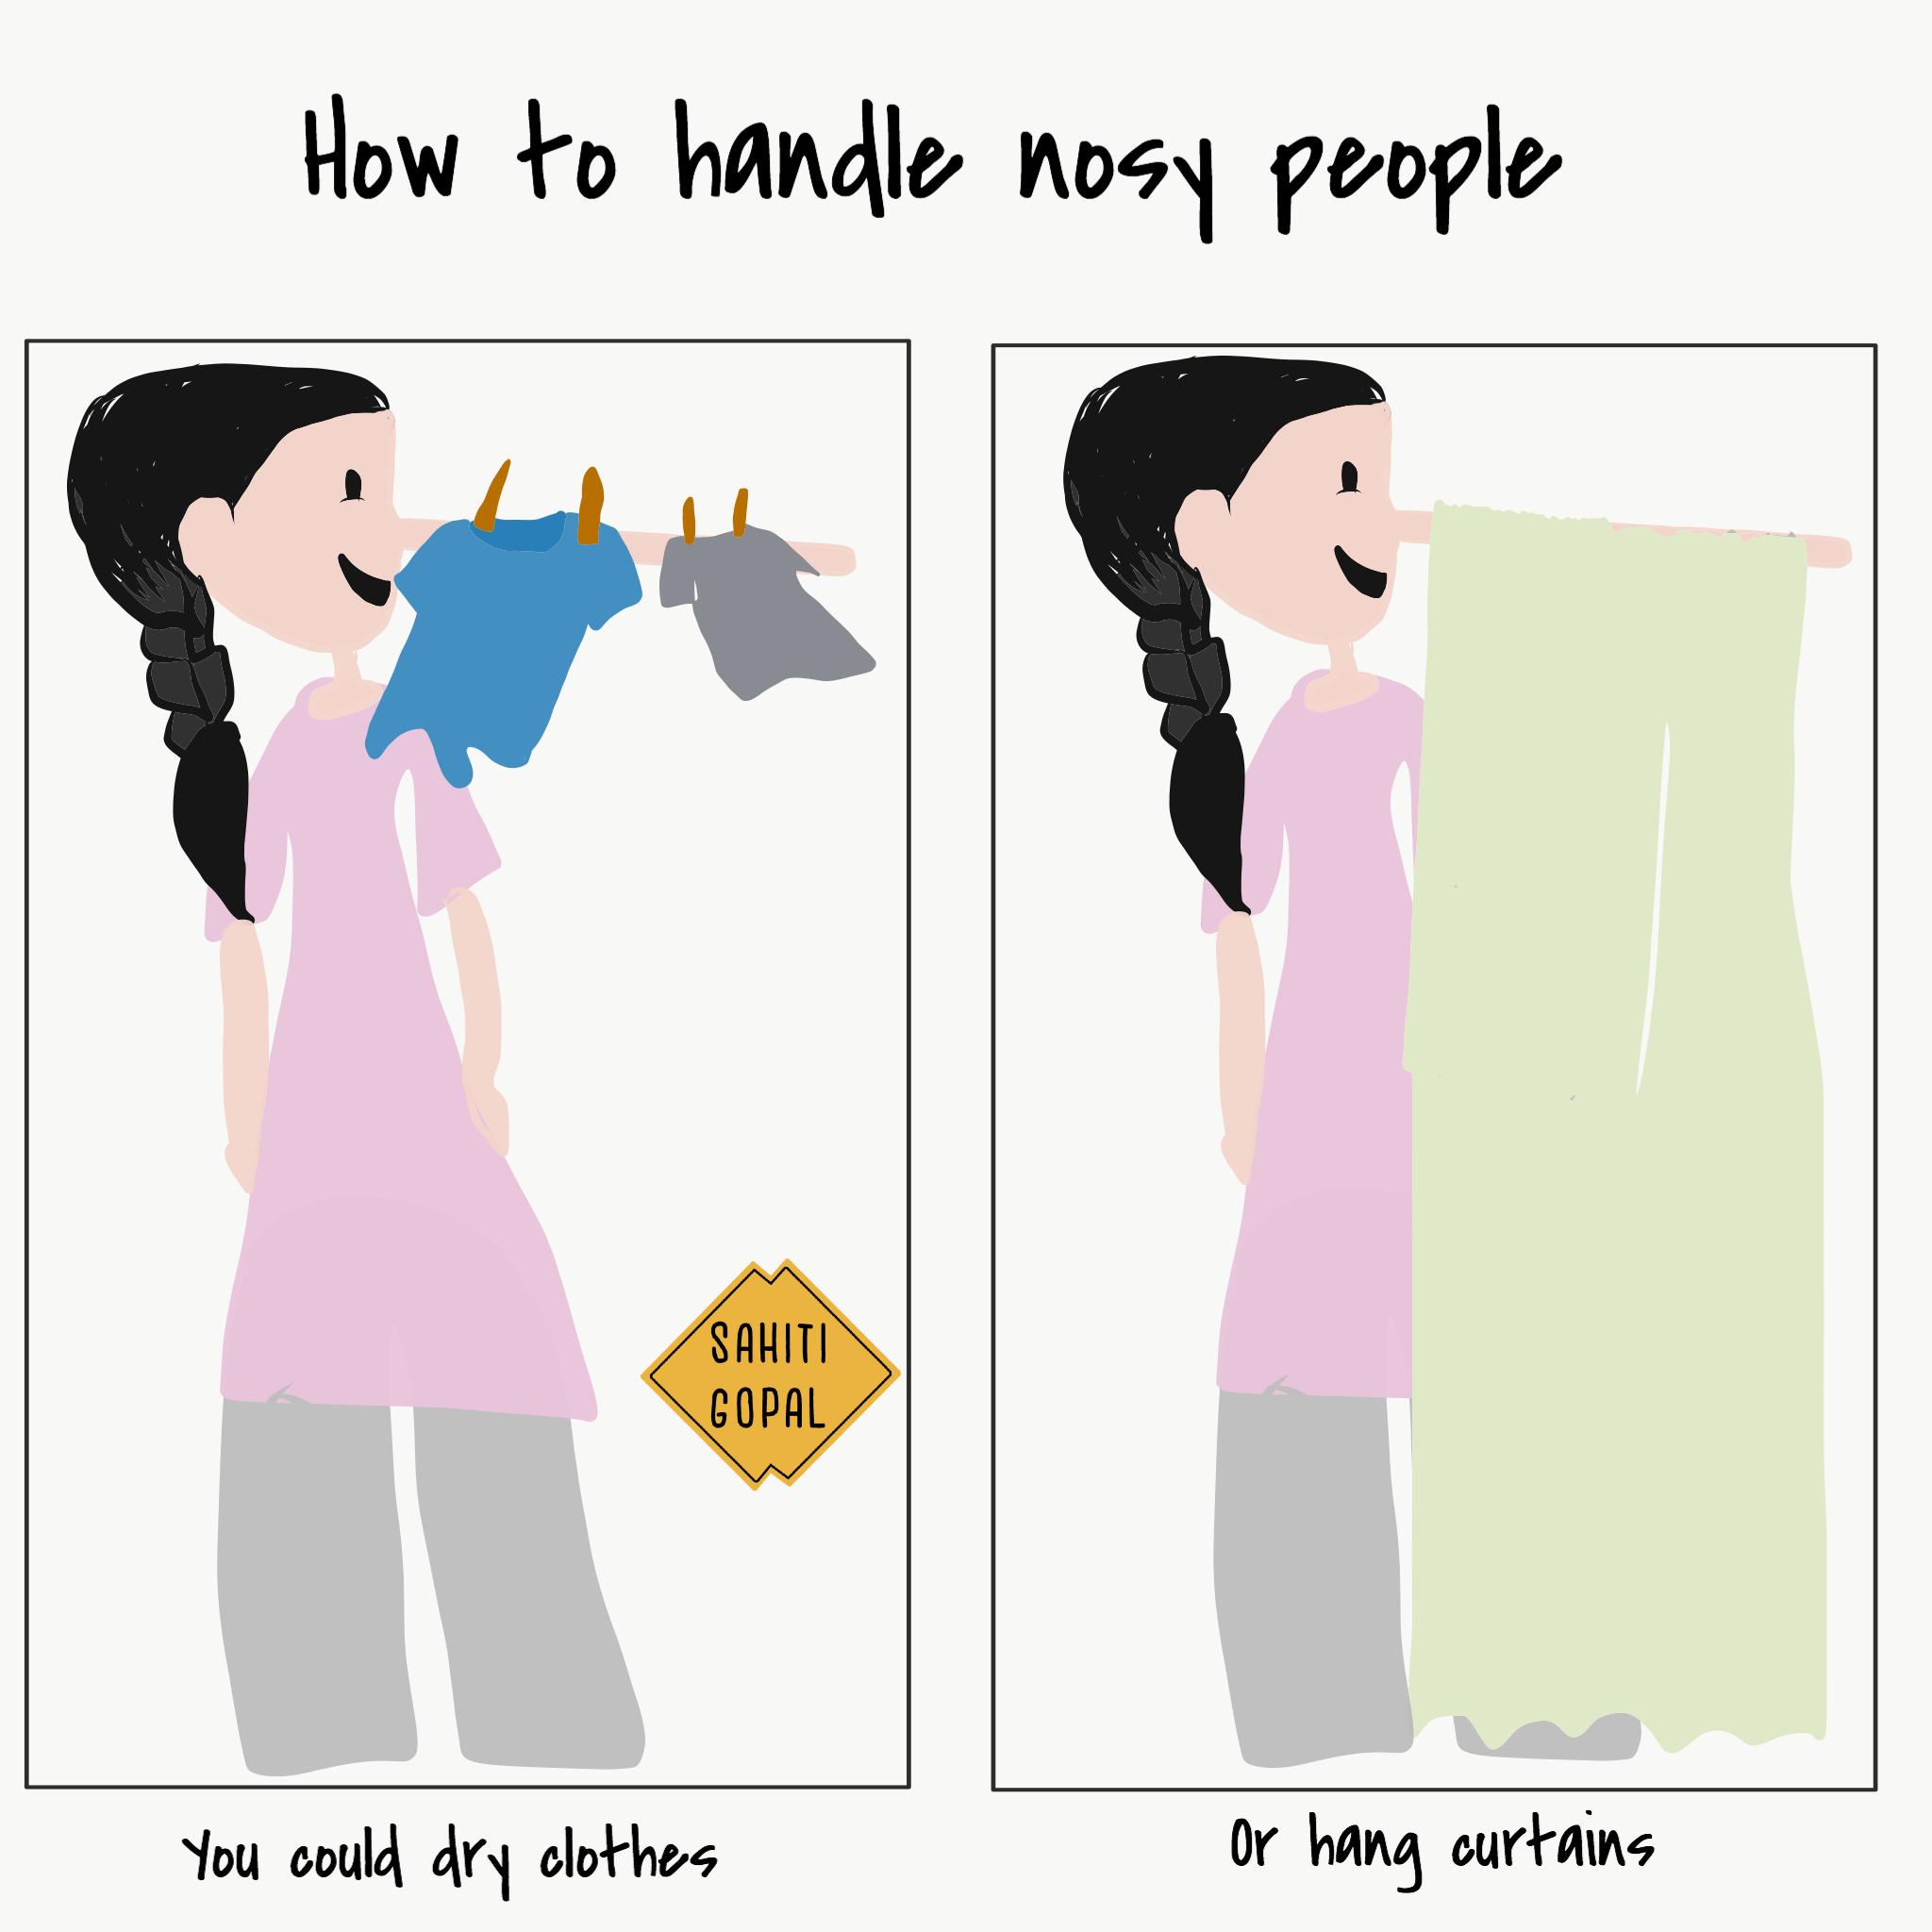 How to handle nosy people
SAHITI
GOPAL
You could dry clothes
Or hang curtains